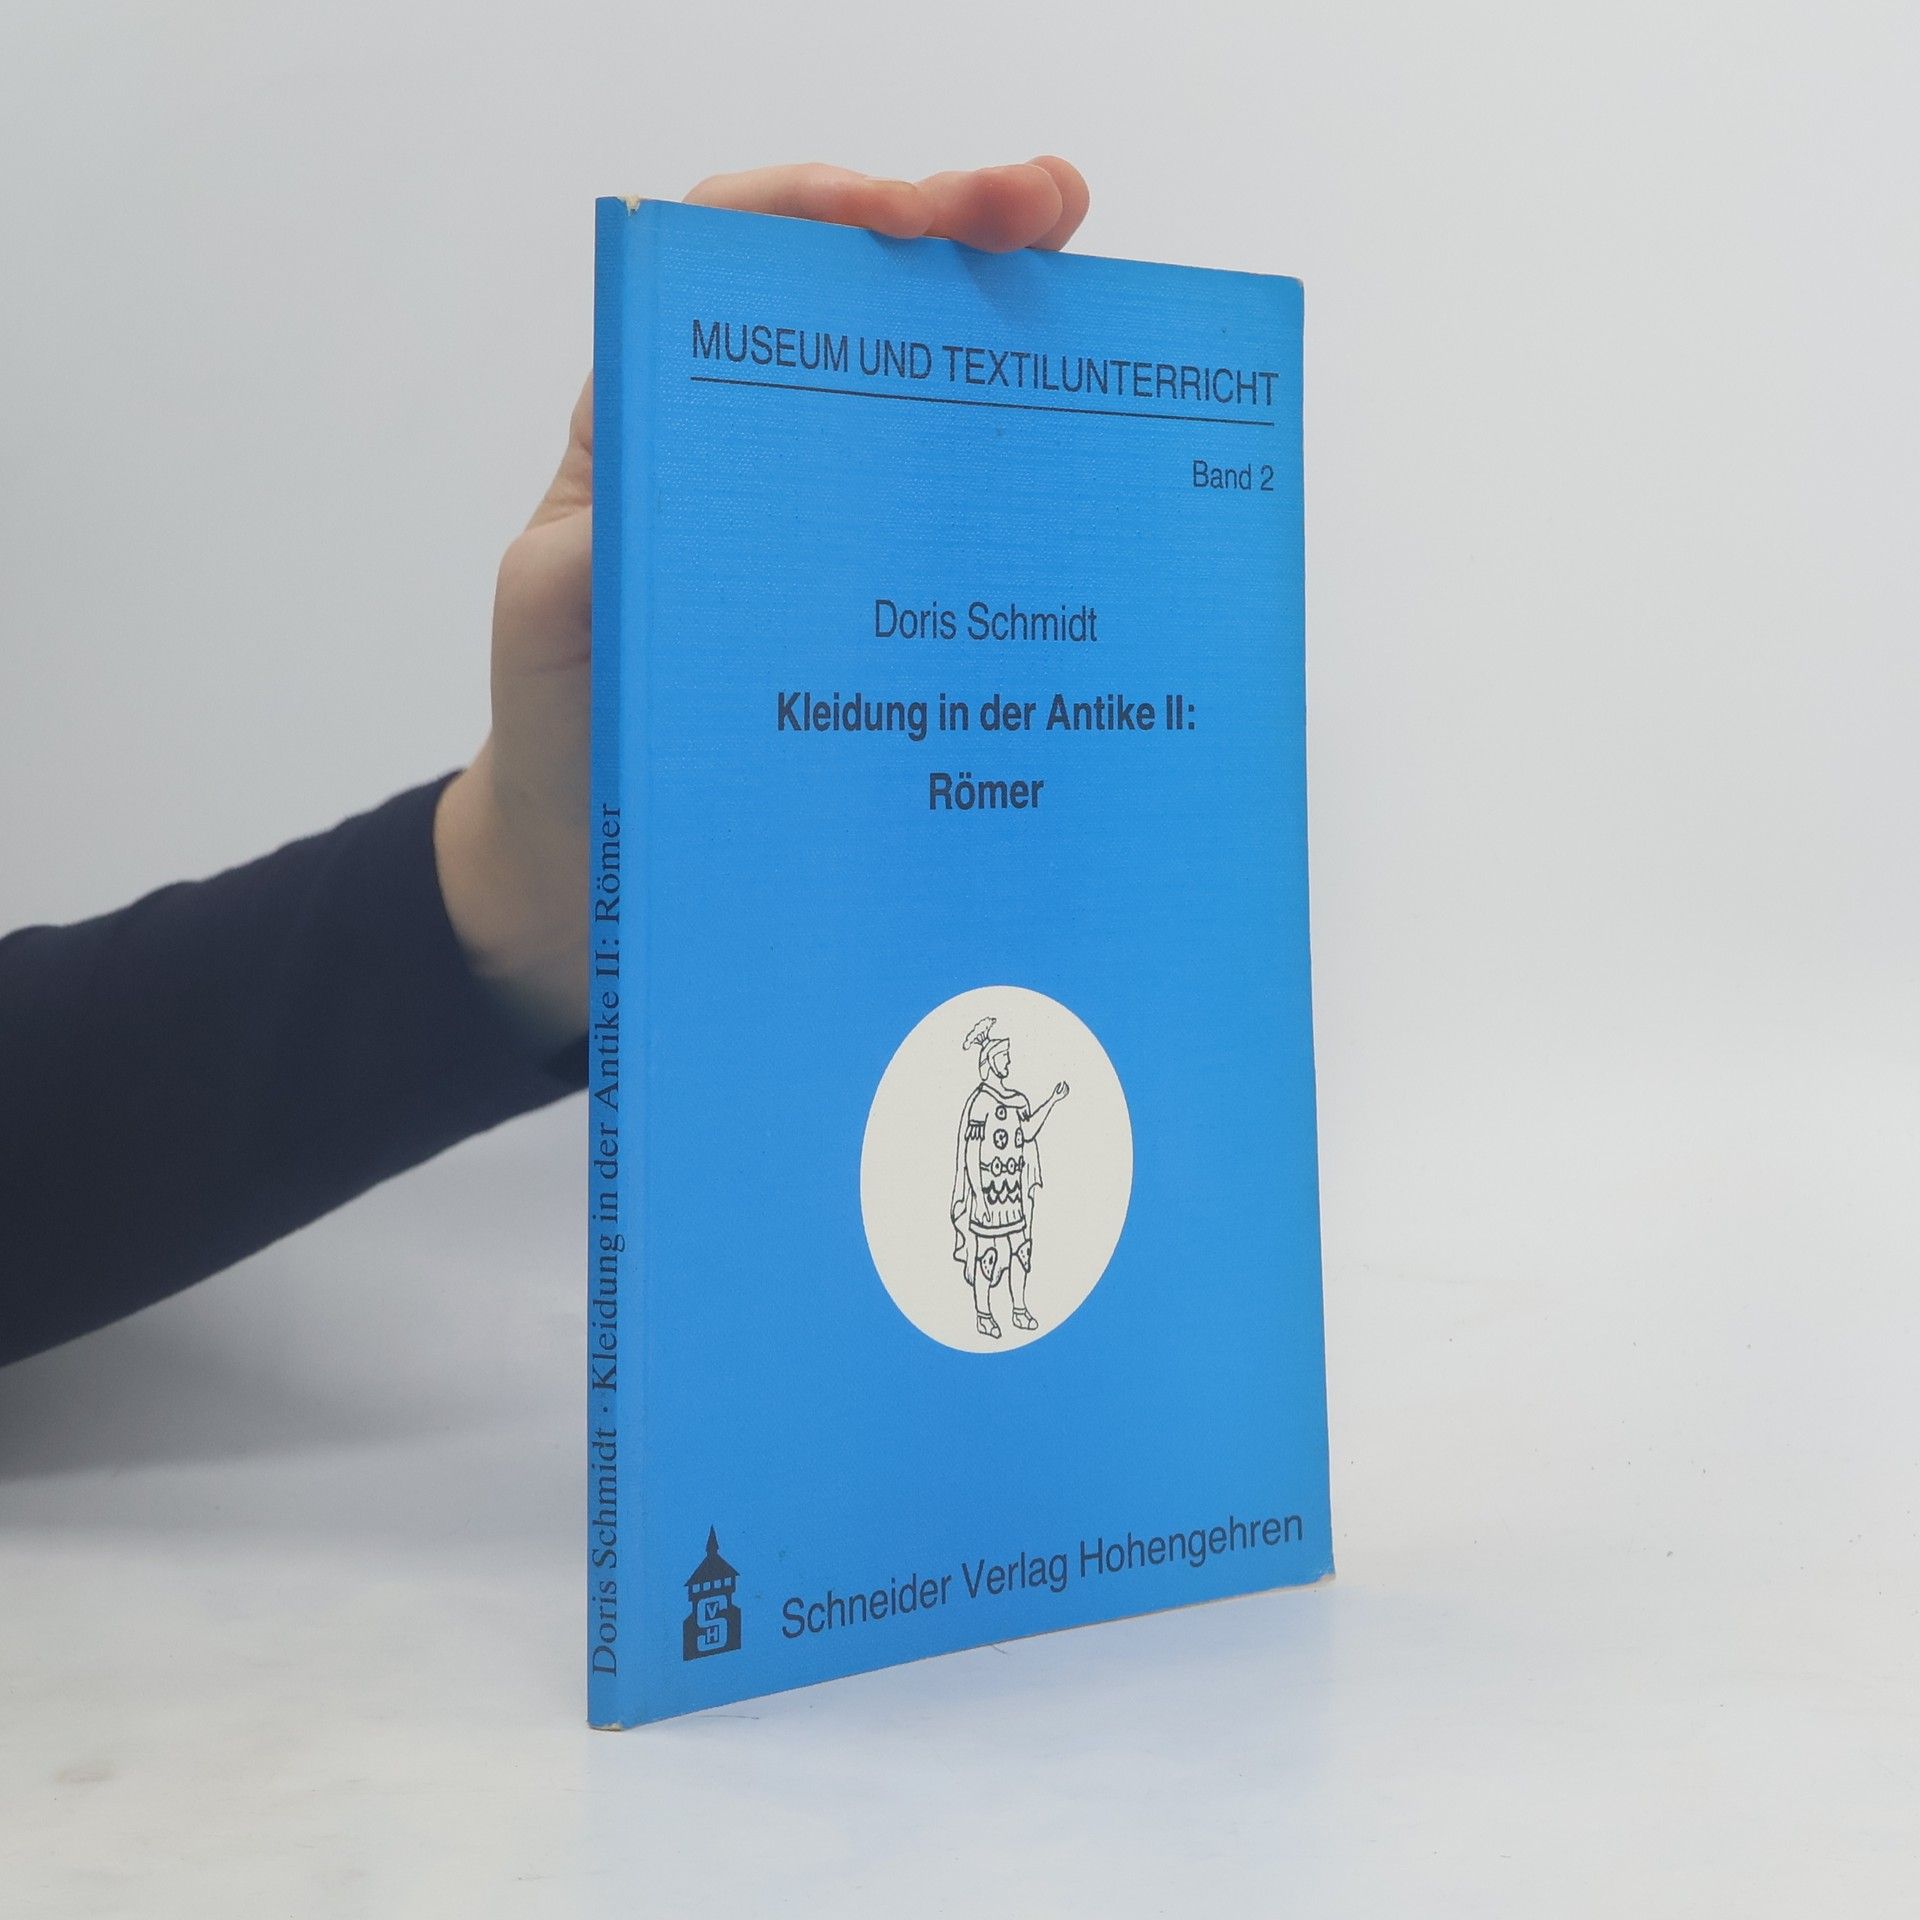 MUSEUM UND TEXTILUNTERRICHT
Band 2
Doris Schmidt
Kleidung in der Antike II:
Römer
Schneider Verlag Hohengehren
S
V
H
Doris Schmidt · Kleidung in der Antike II: Römer